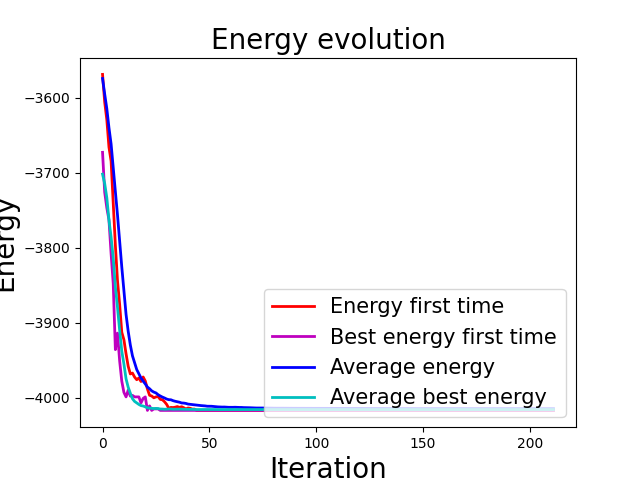 Energy evolution
Energy
−3600
−3700
−3800
−3900
−4000
Energy first time
Best energy first time
Average energy
Average best energy
0 50 100 150 200
Iteration